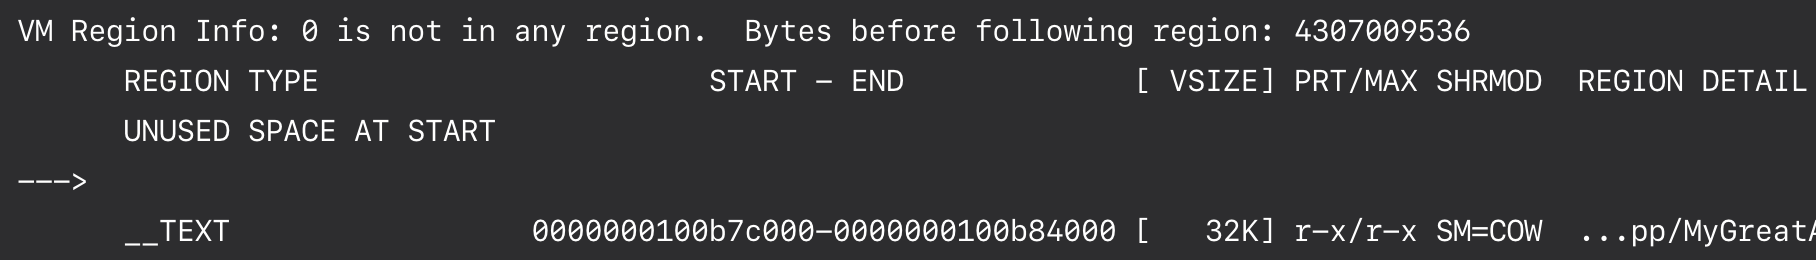 VM Region Info: 0 is not in any region.  Bytes before following region: 4307009536
      REGION TYPE                      START - END             [ VSIZE] PRT/MAX SHRMOD  REGION DETAIL
      UNUSED SPACE AT START
--->
      __TEXT                 0000000100b7c000-0000000100b84000 [   32K] r-x/r-x SM=COW  ...pp/MyGreatA